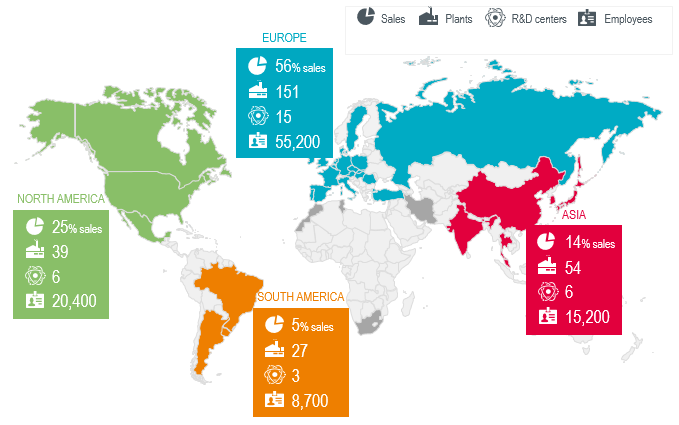 Sales Plants R&D centers Employees
EUROPE
56% sales
151
15
55,200
NORTH AMERICA
25% sales
39
6
20,400
ASIA
14% sales
54
6
15,200
SOUTH AMERICA
5% sales
27
3
8,700